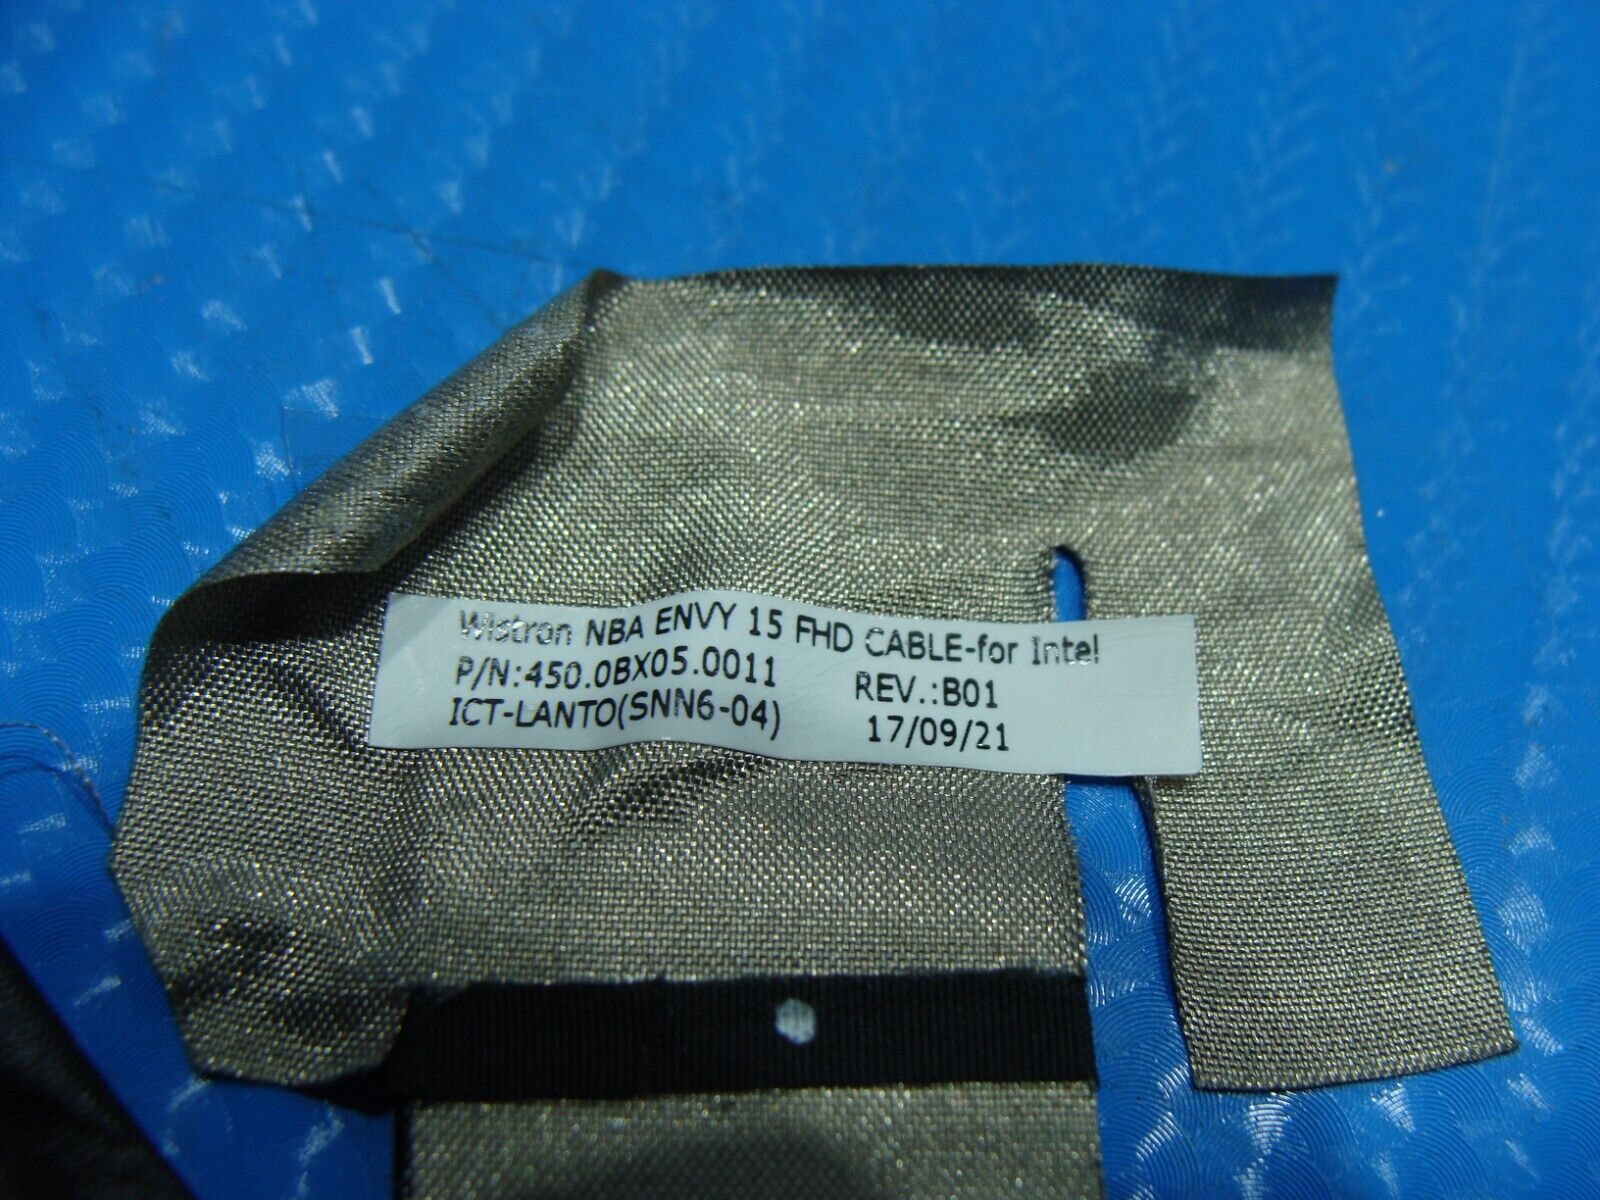 Wistron NBA ENVY 15 FHD CABLE-for Intel
P/N:450.0BX05.0011 REV.:B01
ICT-LANTO(SNN6-04) 17/09/21